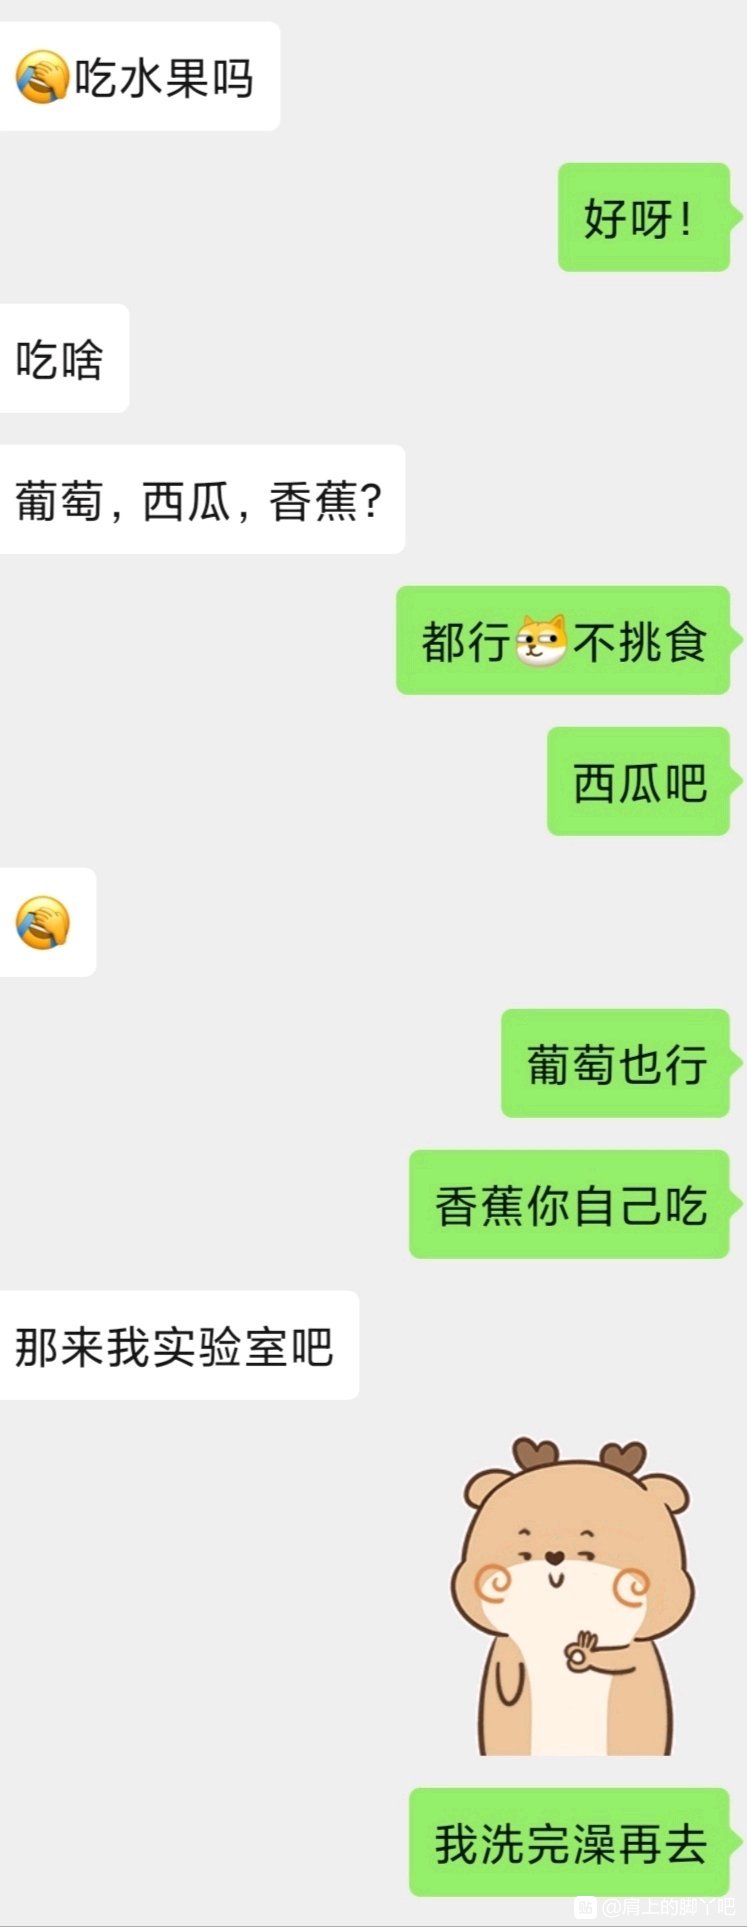 🤦吃水果吗
好呀!
吃啥
葡萄, 西瓜, 香蕉?
都行不挑食
西瓜吧
葡萄也行
香蕉你自己吃
那来我实验室吧
我洗完澡再去
贴 @肩上的脚丫吧